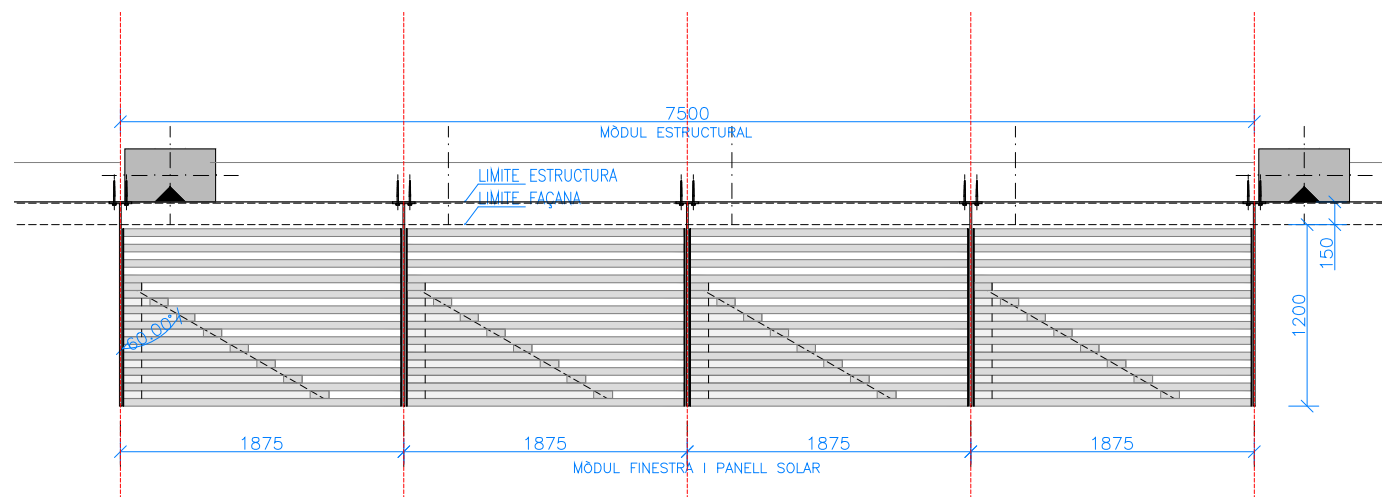 7500
MÒDUL ESTRUCTURAL
LIMITE ESTRUCTURA
LIMITE FAÇANA
150
1200
60.00°
1875
1875
1875
1875
MÒDUL FINESTRA I PANELL SOLAR